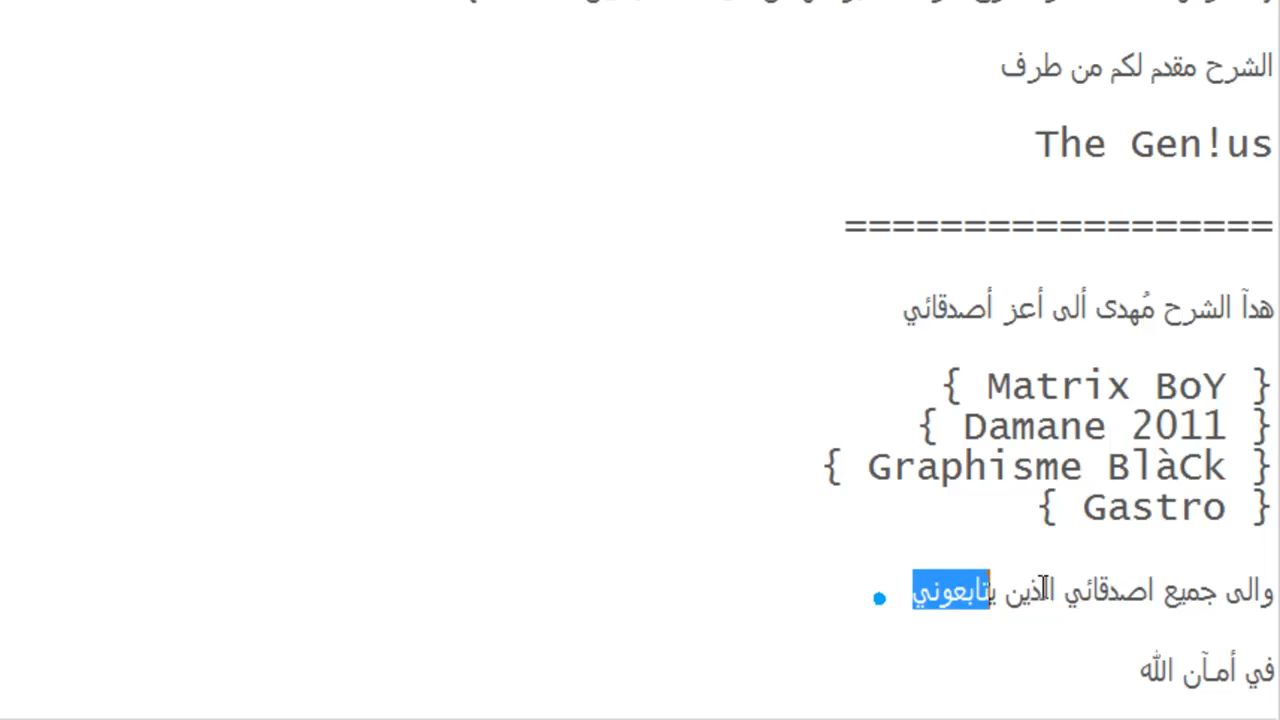 الشرح مقدم لكم من طرف
The Gen!us
==================
هدآ الشرح مُهدى ألى أعز أصدقائي
{ Matrix BoY }
{ Damane 2011 }
{ Graphisme BlàCk }
{ Gastro }
والى جميع اصدقائي الذين يتابعوني
في أمـآن الله